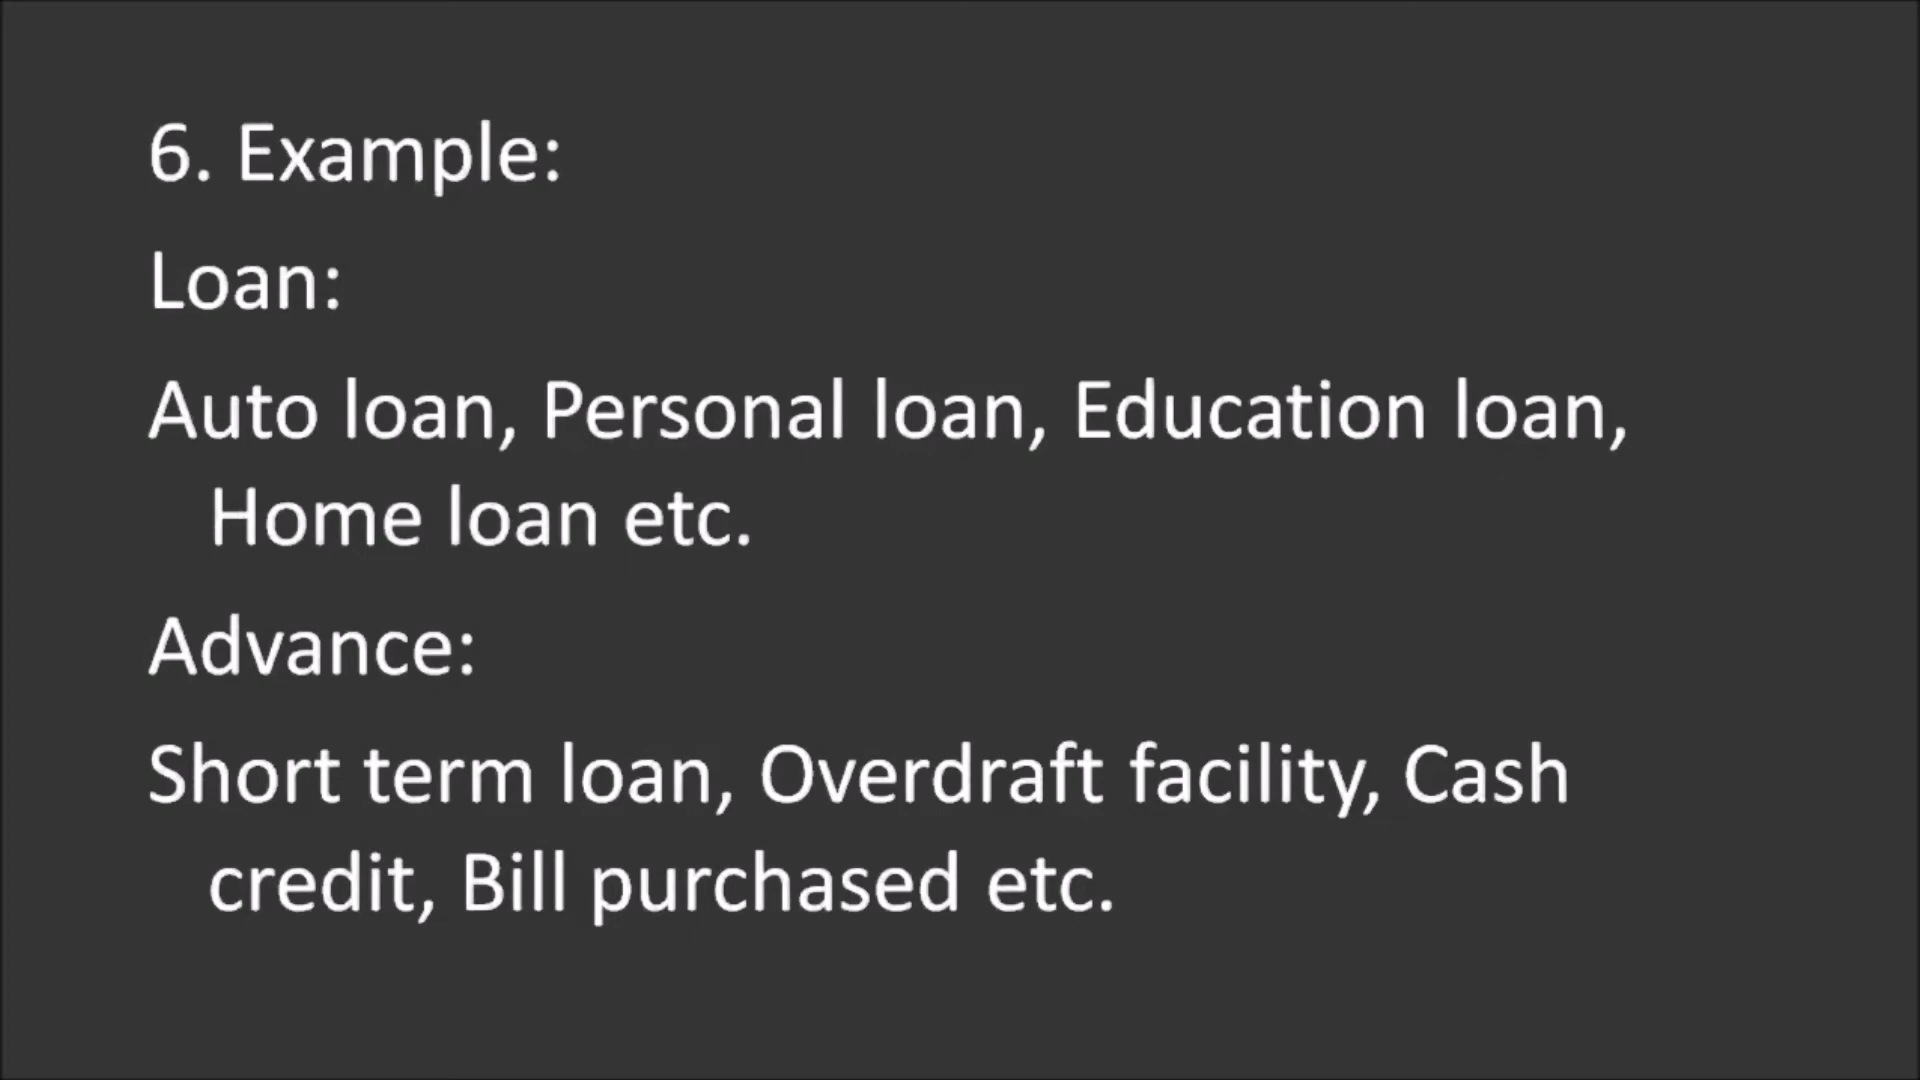 6. Example:
Loan:
Auto loan, Personal loan, Education loan,
Home loan etc.
Advance:
Short term loan, Overdraft facility, Cash
credit, Bill purchased etc.